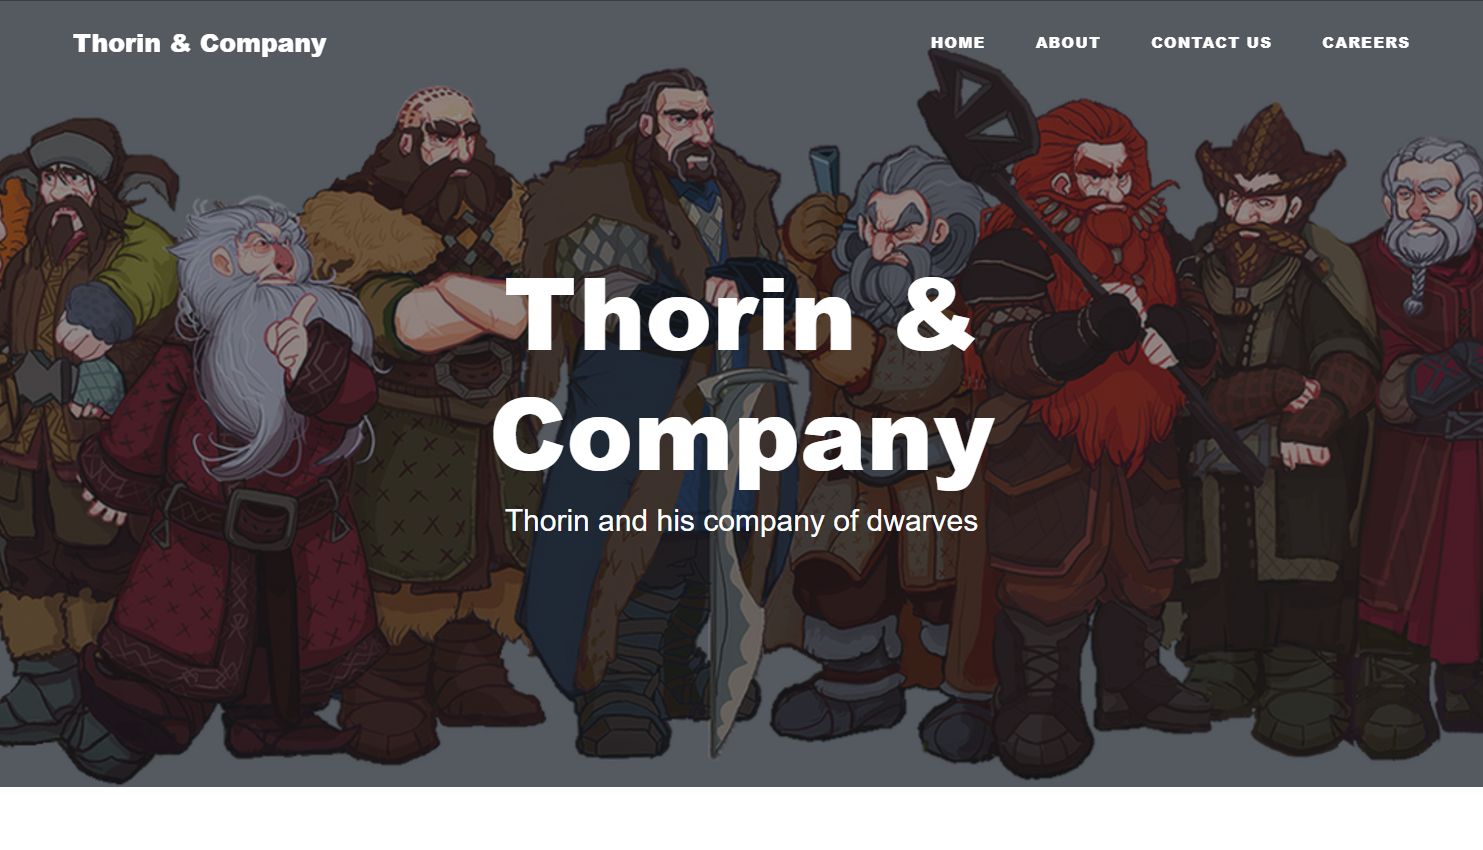 Thorin & Company
HOME ABOUT CONTACT US CAREERS
Thorin &
Company
Thorin and his company of dwarves